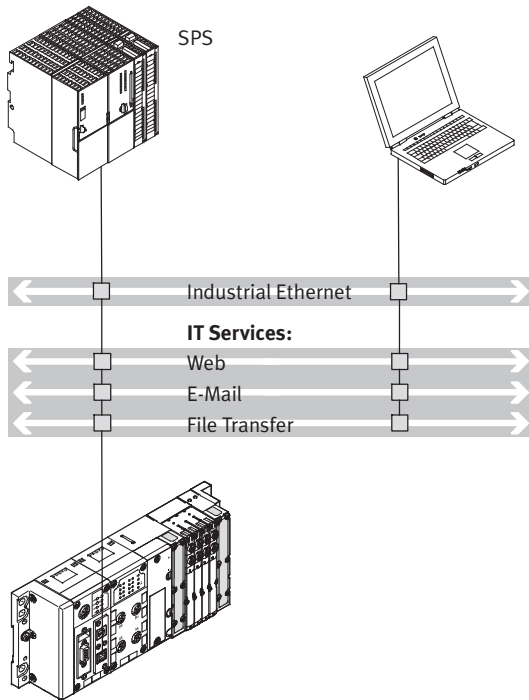 SPS
Industrial Ethernet
IT Services:
Web
E-Mail
File Transfer